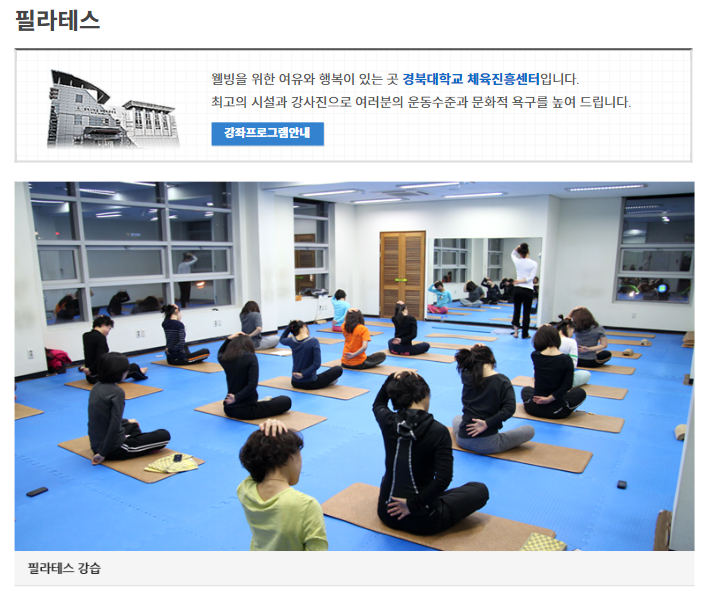 필라테스
웰빙을 위한 여유와 행복이 있는 곳 경북대학교 체육진흥센터입니다.
최고의 시설과 강사진으로 여러분의 운동수준과 문화적 욕구를 높여 드립니다.
강좌프로그램안내
필라테스 강습